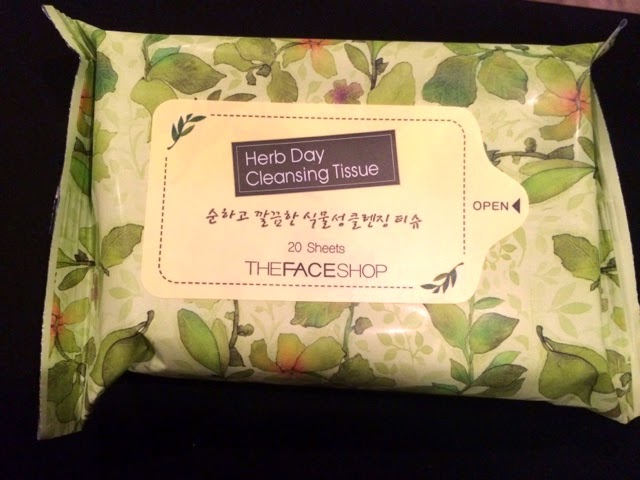 Herb Day
Cleansing Tissue
순하고 깔끔한 식물성 클렌징 티슈
20 Sheets
THEFACESHOP
OPEN